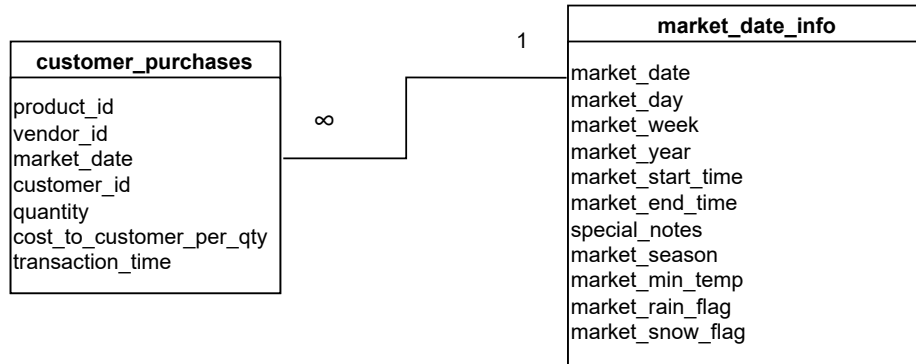 customer_purchases
product_id
vendor_id
market_date
customer_id
quantity
cost_to_customer_per_qty
transaction_time
∞
1
market_date_info
market_date
market_day
market_week
market_year
market_start_time
market_end_time
special_notes
market_season
market_min_temp
market_rain_flag
market_snow_flag